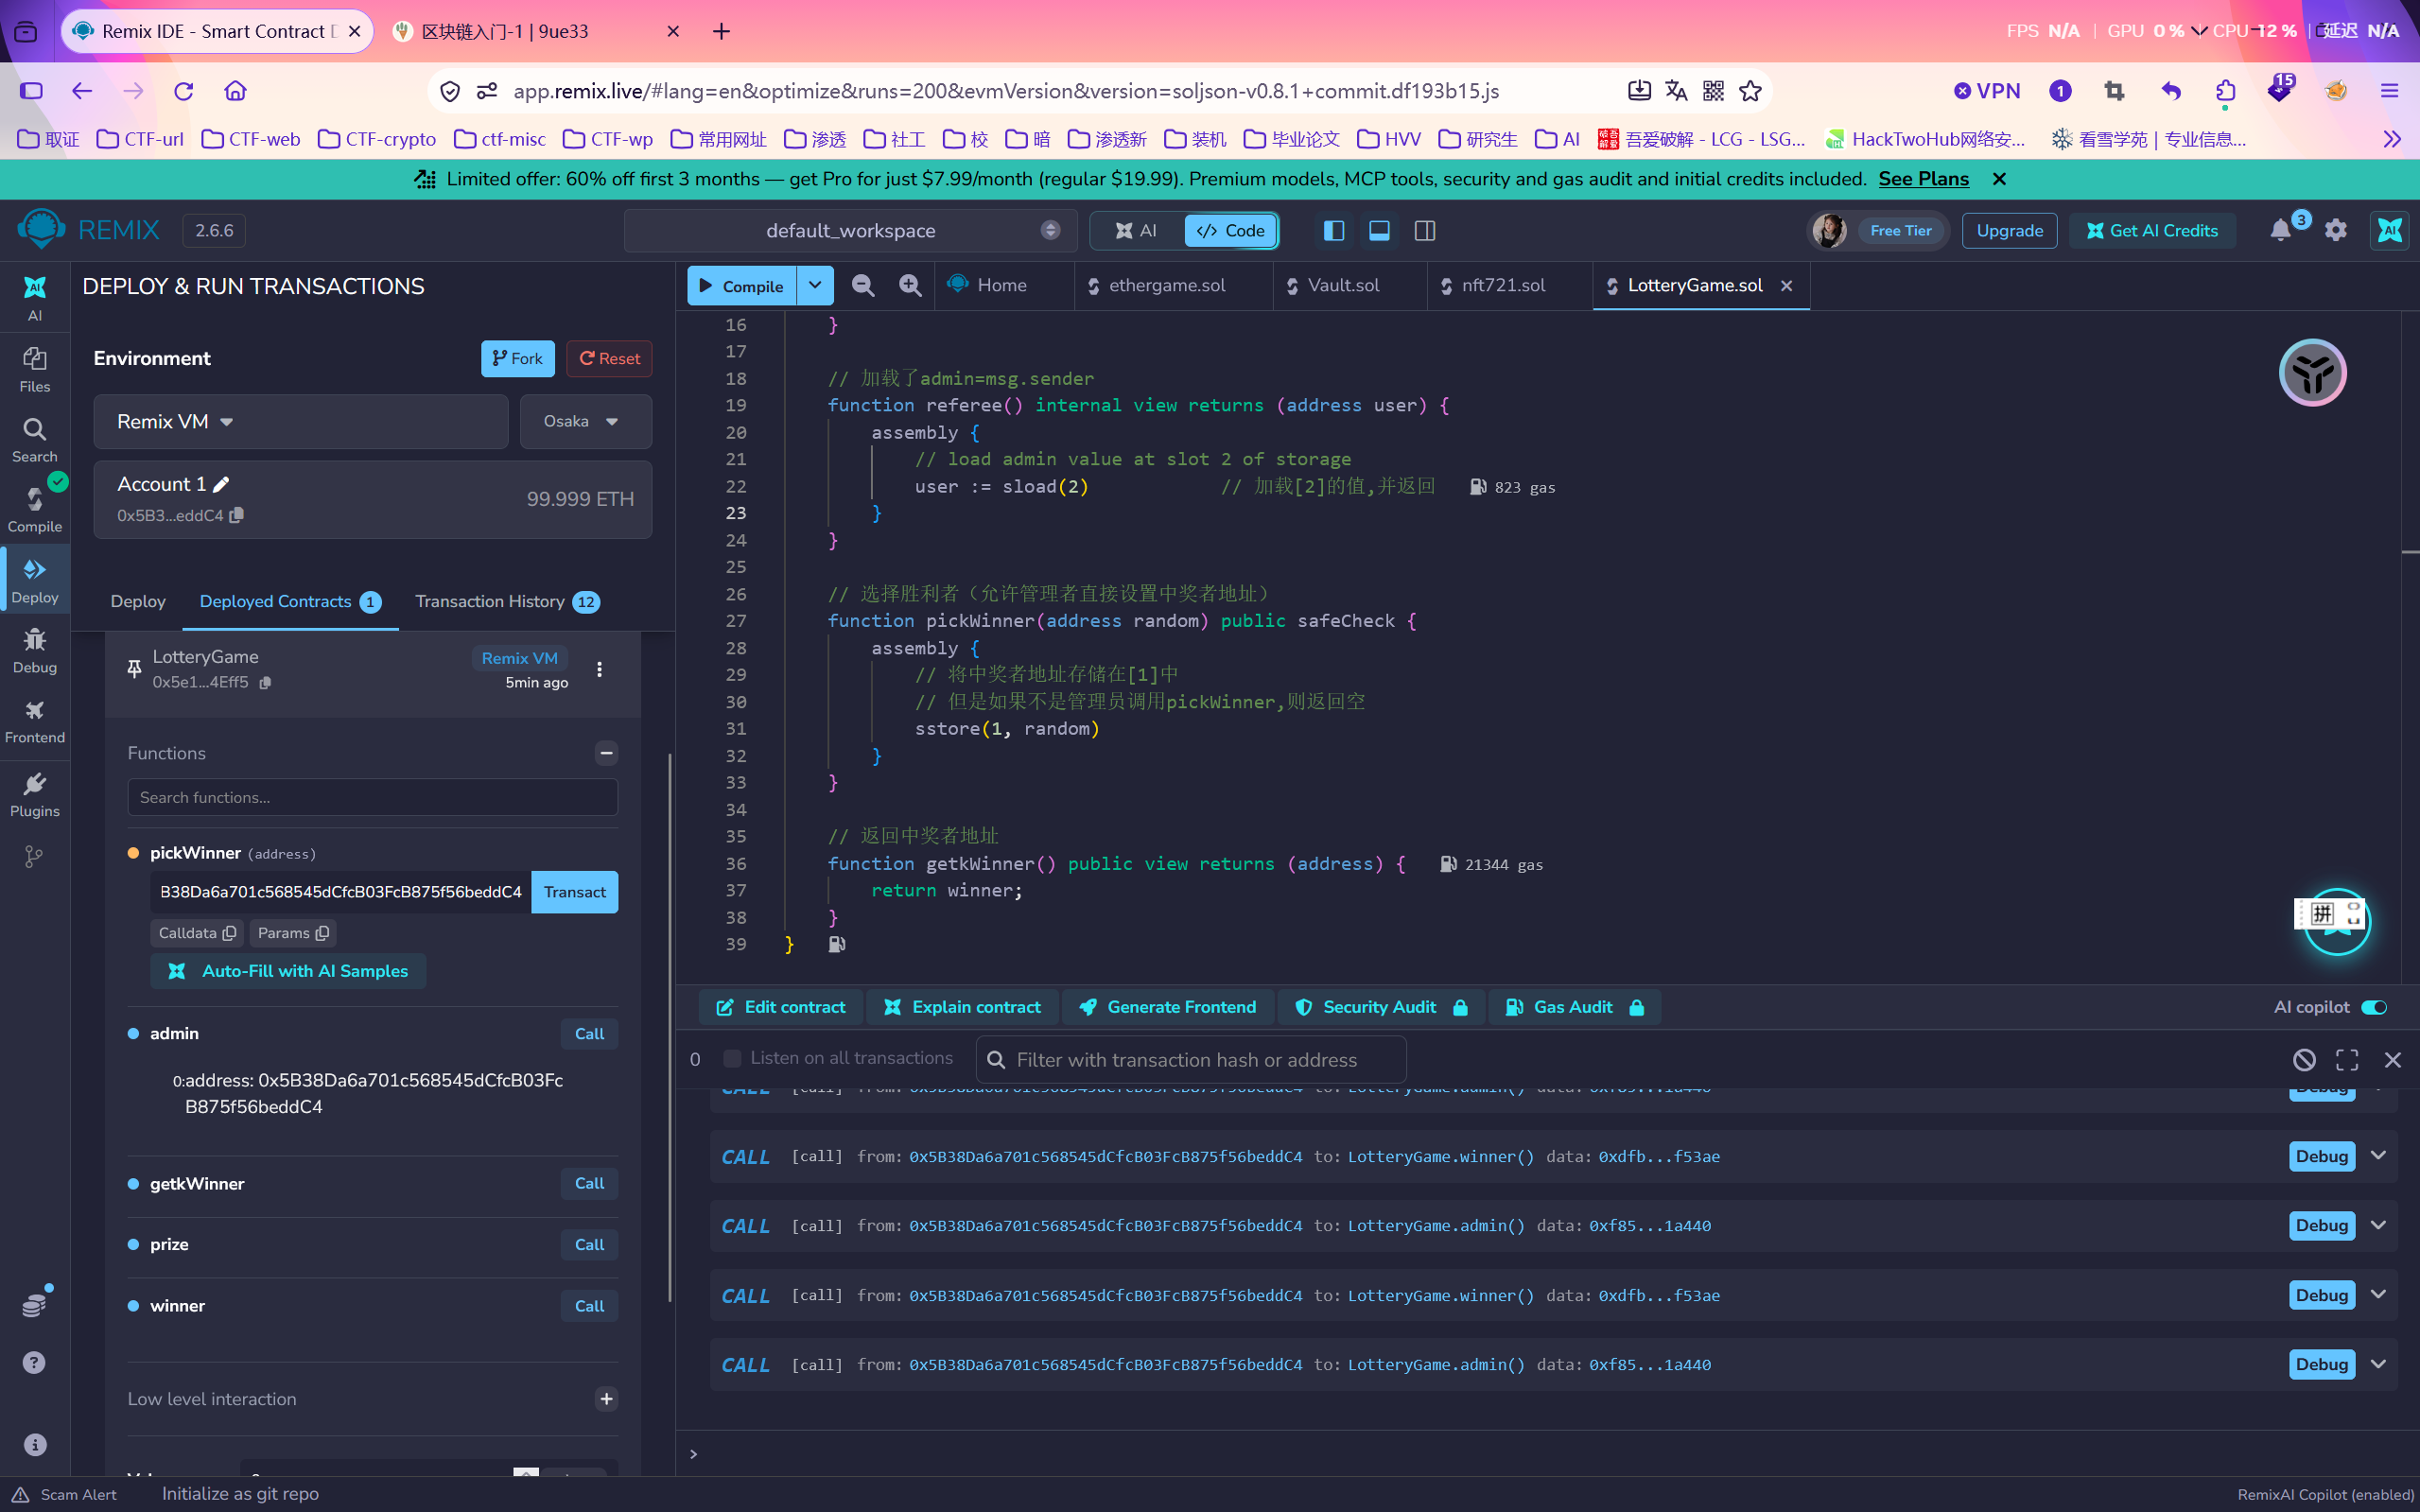 Remix IDE - Smart Contract D
区块链入门-1 | 9ue33
FPS N/A | GPU 0 % CPU 12 % | 延迟 N/A
app.remix.live/#lang=en&optimize&runs=200&evmVersion&version=soljson-v0.8.1+commit.df193b15.js
VPN
1
15
取证
CTF-url
CTF-web
CTF-crypto
ctf-misc
CTF-wp
常用网址
渗透
社工
校
暗
渗透新
装机
毕业论文
HVV
研究生
AI
吾爱破解 - LCG - LSG...
HackTwoHub网络安...
看雪学苑 | 专业信息...
Limited offer: 60% off first 3 months — get Pro for just $7.99/month (regular $19.99). Premium models, MCP tools, security and gas audit and initial credits included. See Plans
REMIX
2.6.6
default_workspace
AI
</> Code
Free Tier
Upgrade
Get AI Credits
3
AI
AI
AI
Files
Search
Compile
Deploy
Debug
Frontend
Plugins
DEPLOY & RUN TRANSACTIONS
Environment
Fork
Reset
Remix VM
Osaka
Account 1
0x5B3...eddC4
99.999 ETH
Deploy
Deployed Contracts 1
Transaction History 12
LotteryGame
0x5e1...4Eff5
Remix VM
5min ago
Functions
Search functions...
pickWinner (address)
B38Da6a701c568545dCfcB03FcB875f56beddC4
Transact
Calldata
Params
Auto-Fill with AI Samples
admin
Call
0:address: 0x5B38Da6a701c568545dCfcB03Fc
B875f56beddC4
getkWinner
Call
prize
Call
winner
Call
Low level interaction
Compile
Home
ethergame.sol
Vault.sol
nft721.sol
LotteryGame.sol
16 }
17
18 // 加载了admin=msg.sender
19 function referee() internal view returns (address user) {
20 assembly {
21 // load admin value at slot 2 of storage
22 user := sload(2) // 加载[2]的值,并返回 823 gas
23 }
24 }
25
26 // 选择胜利者（允许管理者直接设置中奖者地址）
27 function pickWinner(address random) public safeCheck {
28 assembly {
29 // 将中奖者地址存储在[1]中
30 // 但是如果不是管理员调用pickWinner,则返回空
31 sstore(1, random)
32 }
33 }
34
35 // 返回中奖者地址
36 function getkWinner() public view returns (address) { 21344 gas
37 return winner;
38 }
39 }
拼
Edit contract
Explain contract
Generate Frontend
Security Audit
Gas Audit
AI copilot
0
Listen on all transactions
Filter with transaction hash or address
CALL [call] from: 0x5B38Da6a701c568545dCfcB03FcB875f56beddC4 to: LotteryGame.admin() data: 0xf85...1a440 Debug
CALL [call] from: 0x5B38Da6a701c568545dCfcB03FcB875f56beddC4 to: LotteryGame.winner() data: 0xdfb...f53ae Debug
CALL [call] from: 0x5B38Da6a701c568545dCfcB03FcB875f56beddC4 to: LotteryGame.admin() data: 0xf85...1a440 Debug
CALL [call] from: 0x5B38Da6a701c568545dCfcB03FcB875f56beddC4 to: LotteryGame.winner() data: 0xdfb...f53ae Debug
CALL [call] from: 0x5B38Da6a701c568545dCfcB03FcB875f56beddC4 to: LotteryGame.admin() data: 0xf85...1a440 Debug
>
Scam Alert
Initialize as git repo
RemixAI Copilot (enabled)